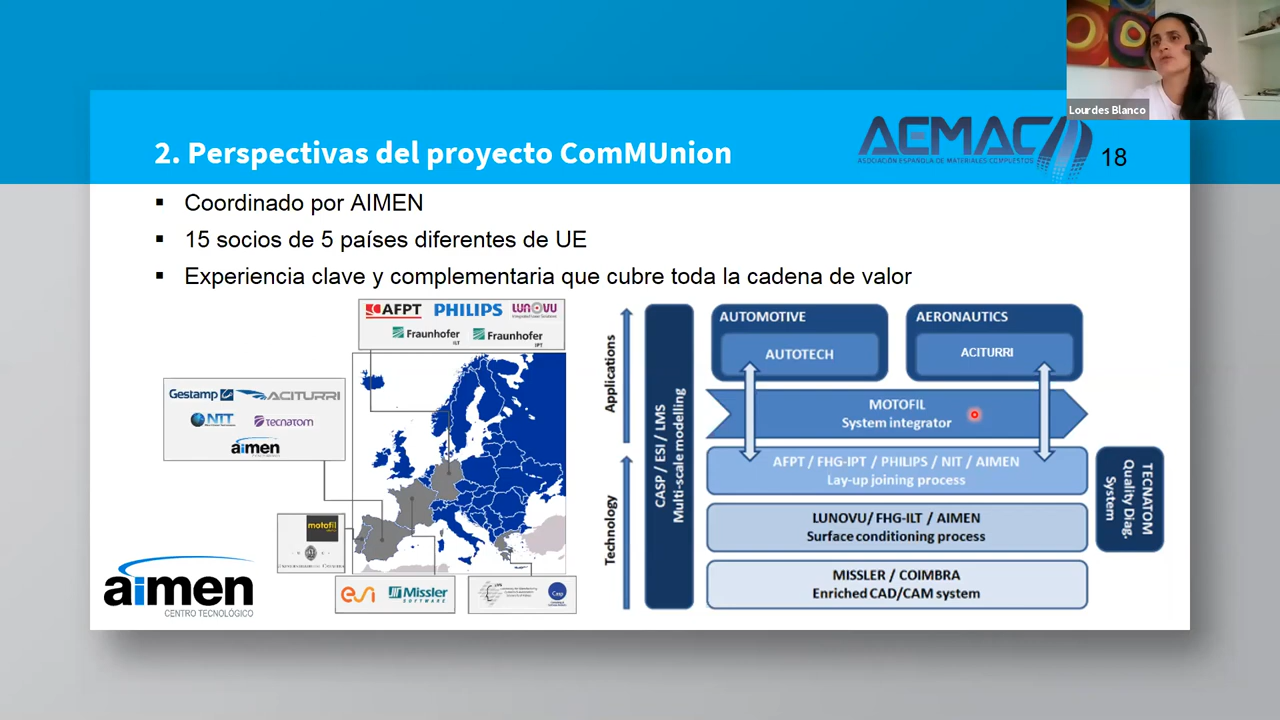 Lourdes Blanco
2. Perspectivas del proyecto ComMUnion
AEMAC
ASOCIACIÓN ESPAÑOLA DE MATERIALES COMPUESTOS
18
▪ Coordinado por AIMEN
▪ 15 socios de 5 países diferentes de UE
▪ Experiencia clave y complementaria que cubre toda la cadena de valor
AFPT PHILIPS LUNOVU
Fraunhofer ILT
Fraunhofer IPT
Gestamp ACITURRI
NIT tecnatom
aimen
motofil
esi Missler
SOFTWARE
Casp
aimen
CENTRO TECNOLÓGICO
Applications
Technology
CASP / ESI / LMS
Multi-scale modelling
AUTOMOTIVE
AUTOTECH
AERONAUTICS
ACITURRI
MOTOFIL
System integrator
AFPT / FHG-IPT / PHILIPS / NIT / AIMEN
Lay-up joining process
LUNOVU/ FHG-ILT / AIMEN
Surface conditioning process
MISSLER / COIMBRA
Enriched CAD/CAM system
TECNATOM
Quality Diag.
System